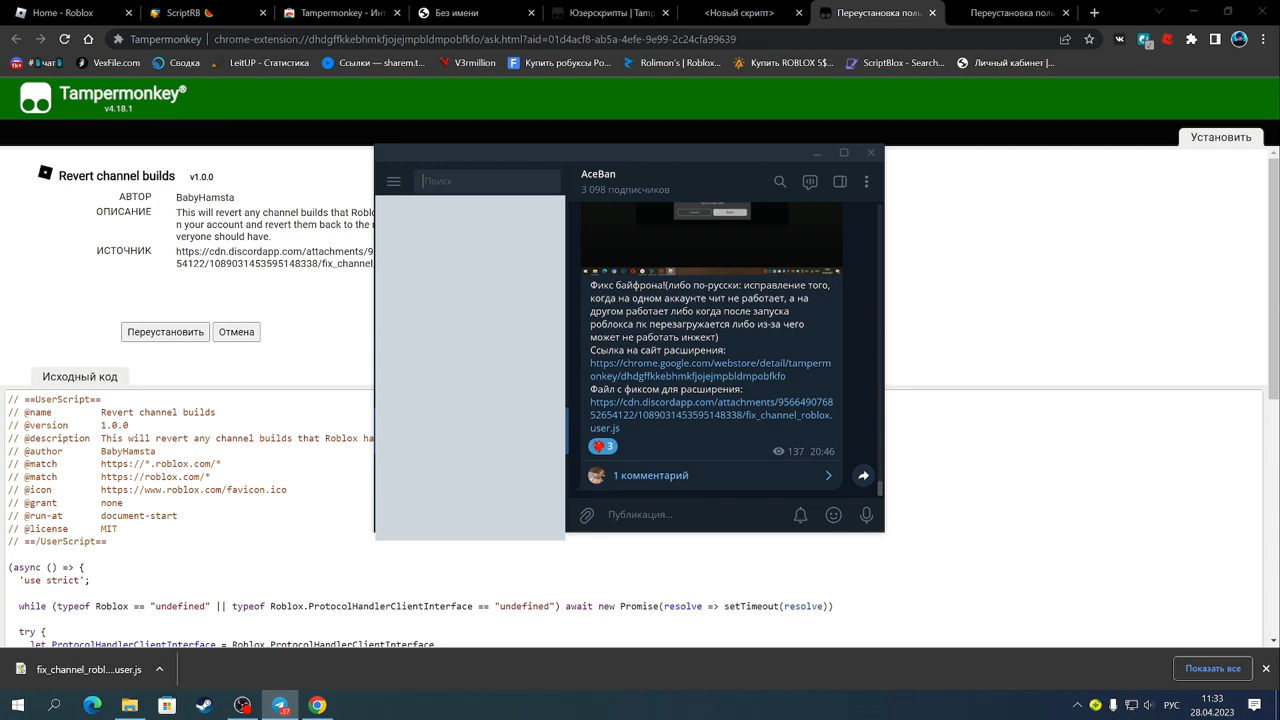 Home - Roblox
ScriptRB
Tampermonkey - Инт
Без имени
Юзерскрипты | Tamp
<Новый скрипт>
Переустановка поль
Переустановка поль
Tampermonkey | chrome-extension://dhdgffkkebhmkfjojejmpbldmpobfkfo/ask.html?aid=01d4acf8-ab5a-4efe-9e99-2c24cfa99639
VexFile.com
LeitUP - Статистика
Ссылки — sharem.t...
V3rmillion
Купить робуксы Ро...
Rolimon's | Roblox...
Купить ROBLOX 5$...
ScriptBlox - Search...
Личный кабинет |...
Tampermonkey®
v4.18.1
Установить
Revert channel builds v1.0.0
АВТОР BabyHamsta
ОПИСАНИЕ This will revert any channel builds that Rob
n your account and revert them back to the
veryone should have.
ИСТОЧНИК https://cdn.discordapp.com/attachments/9
54122/1089031453595148338/fix_channel_
Переустановить
Отмена
Исходный код
// ==UserScript==
// @name Revert channel builds
// @version 1.0.0
// @description This will revert any channel builds that Roblox ha
// @author BabyHamsta
// @match https://*.roblox.com/*
// @match https://roblox.com/*
// @icon https://www.roblox.com/favicon.ico
// @grant none
// @run-at document-start
// @license MIT
// ==/UserScript==
(async () => {
'use strict';
while (typeof Roblox == "undefined" || typeof Roblox.ProtocolHandlerClientInterface == "undefined") await new Promise(resolve => setTimeout(resolve))
try {
let ProtocolHandlerClientInterface = Roblox.ProtocolHandlerClientInterface
Поиск
AceBan
3 098 подписчиков
Фикс байфрона!(либо по-русски: исправление того,
когда на одном аккаунте чит не работает, а на
другом работает либо когда после запуска
роблокса пк перезагружается либо из-за чего
может не работать инжект)
Ссылка на сайт расширения:
https://chrome.google.com/webstore/detail/tamperm
onkey/dhdgffkkebhmkfjojejmpbldmpobfkfo
Файл с фиксом для расширения:
https://cdn.discordapp.com/attachments/9566490768
52654122/1089031453595148338/fix_channel_roblox.
user.js
3
137 20:46
1 комментарий
Публикация...
fix_channel_robl....user.js
Показать все
57
РУС
11:33
28.04.2023